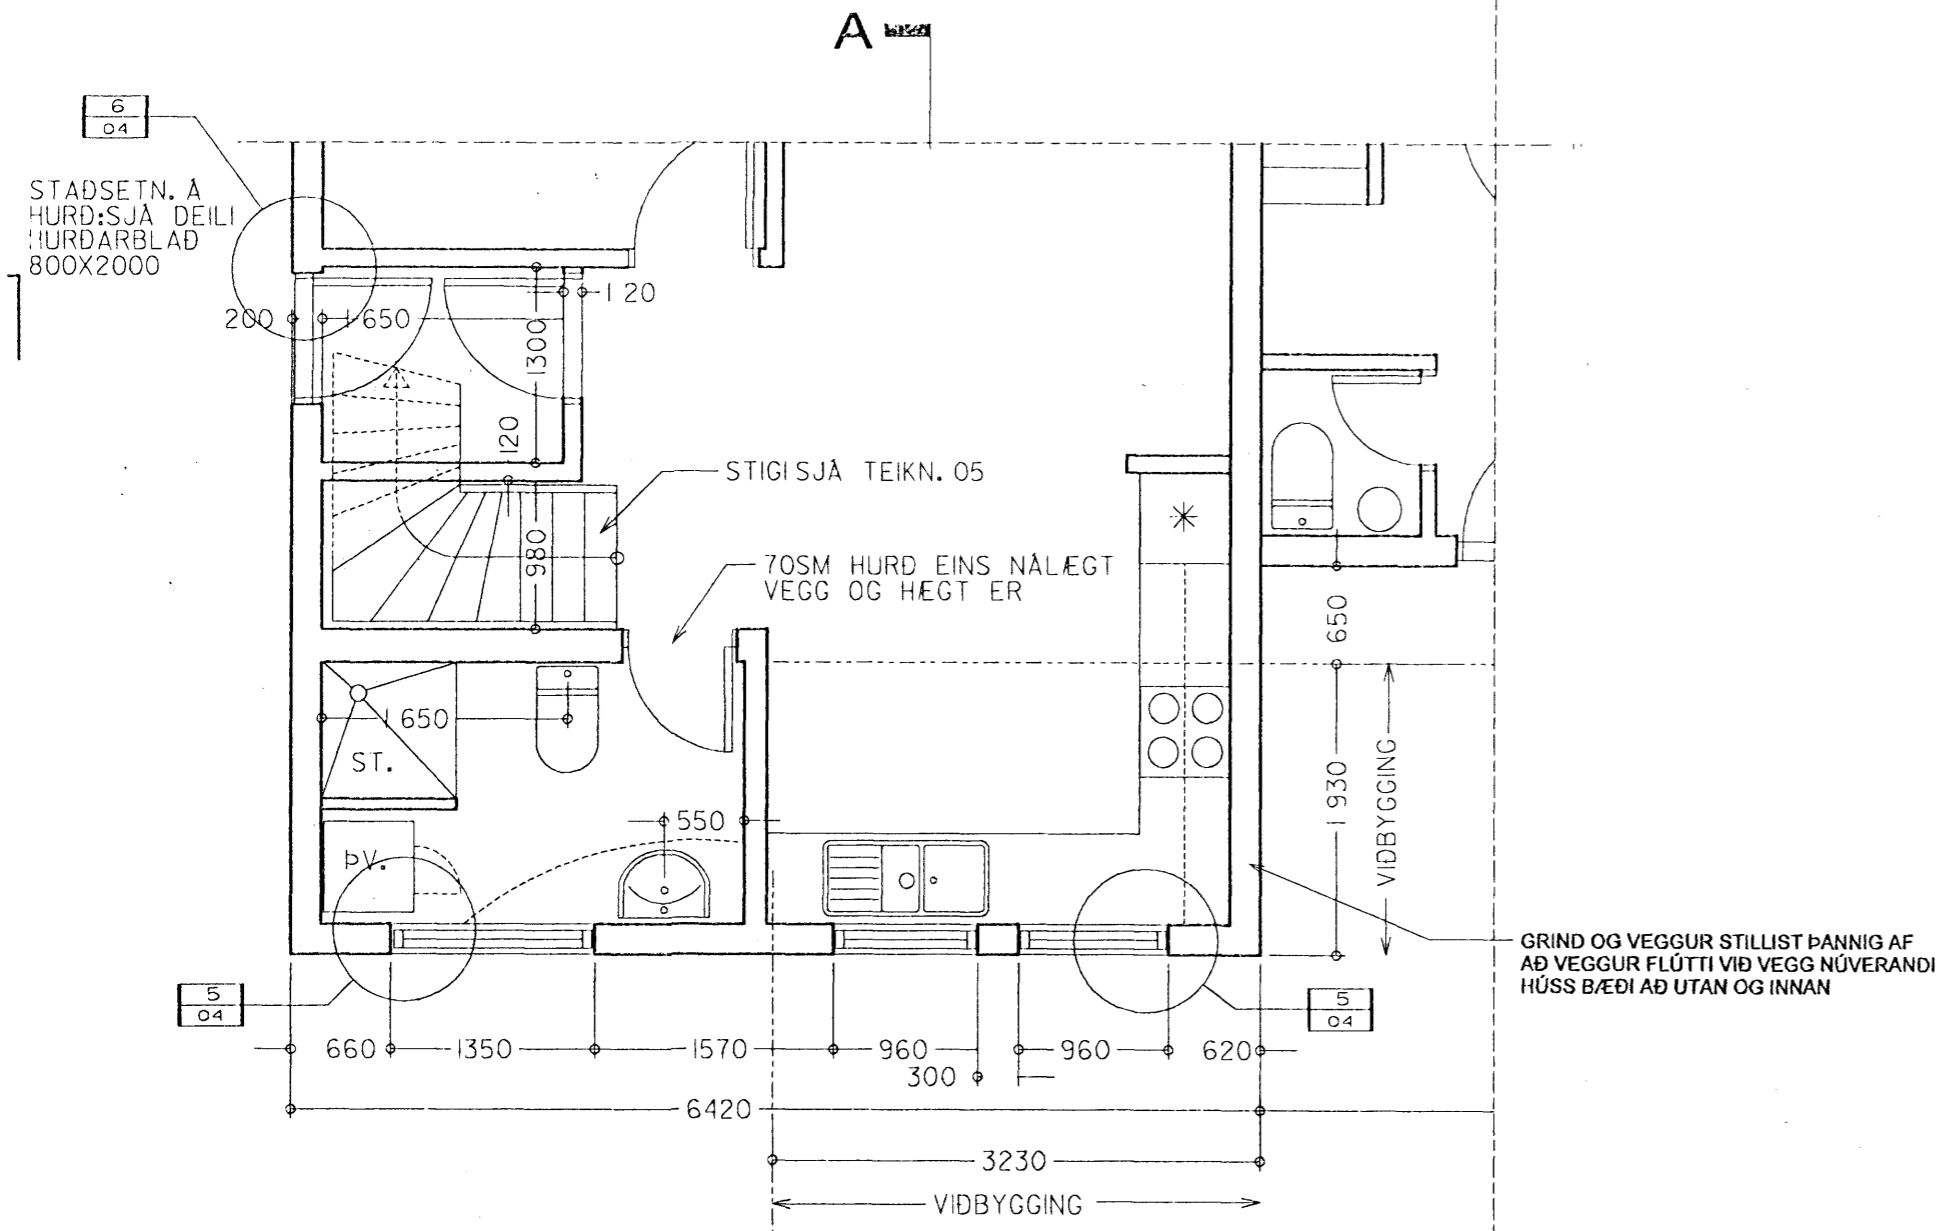 A
6
04
STAÐSETN. Á
HURÐ:SJÁ DEILI
HURÐARBLAÐ
800X2000
120
200
1650
1300
120
STIGI SJÁ TEIKN. 05
980
70SM HURÐ EINS NÁLÆGT
VEGG OG HÆGT ER
650
1650
ST.
1930
VIÐBYGGING
550
ÞV.
GRIND OG VEGGUR STILLIST ÞANNIG AF
AÐ VEGGUR FLÚTTI VIÐ VEGG NÚVERANDI
HÚSS BÆÐI AÐ UTAN OG INNAN
5
04
5
04
660 1350 1570 960 960 620
300
6420
3230
VIÐBYGGING